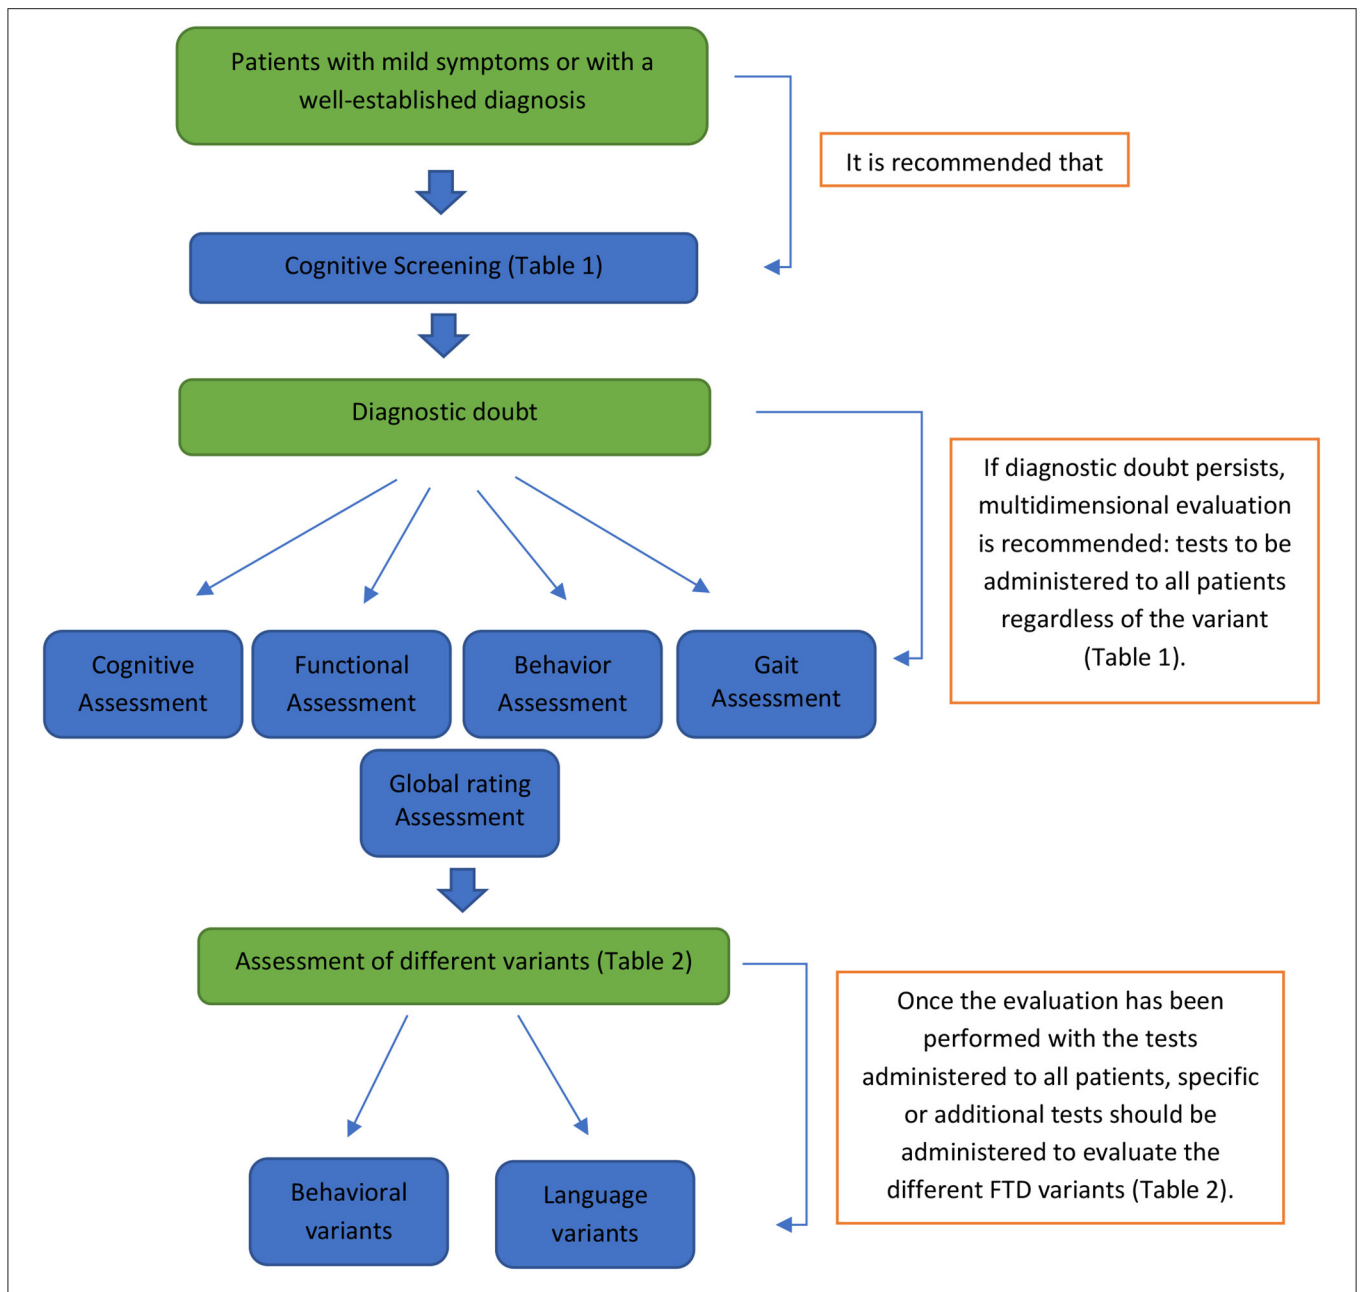 Patients with mild symptoms or with a
well-established diagnosis
It is recommended that
Cognitive Screening (Table 1)
Diagnostic doubt
If diagnostic doubt persists,
multidimensional evaluation
is recommended: tests to be
administered to all patients
regardless of the variant
(Table 1).
Cognitive
Assessment
Functional
Assessment
Behavior
Assessment
Gait
Assessment
Global rating
Assessment
Assessment of different variants (Table 2)
Once the evaluation has been
performed with the tests
administered to all patients, specific
or additional tests should be
administered to evaluate the
different FTD variants (Table 2).
Behavioral
variants
Language
variants